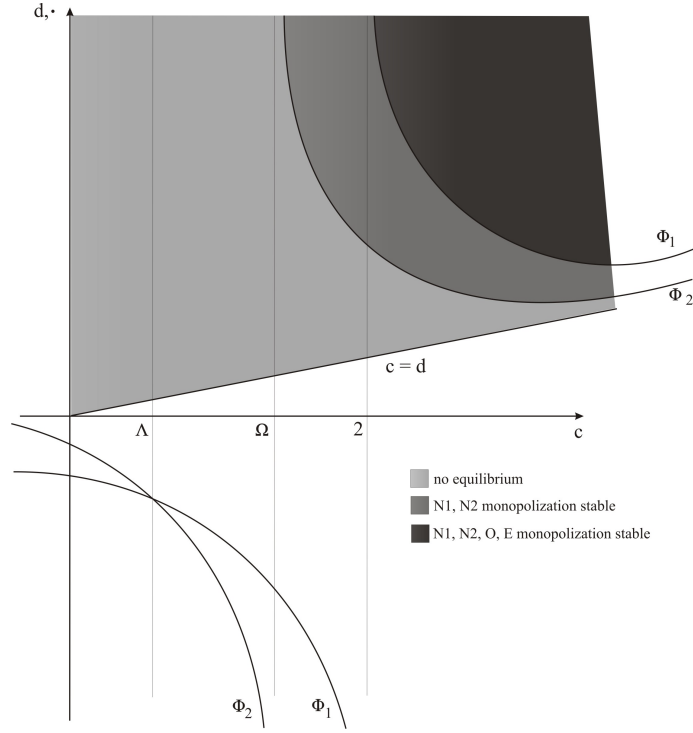 d,·
Φ1
Φ2
c = d
Λ Ω 2 c
no equilibrium
N1, N2 monopolization stable
N1, N2, O, E monopolization stable
Φ2 Φ1